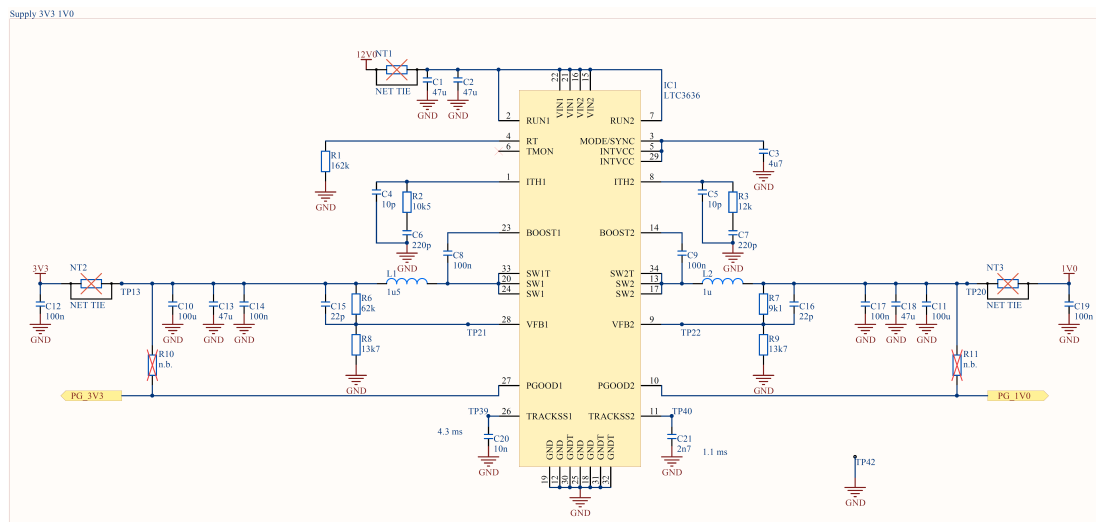 Supply 3V3 1V0
12V0
NT1
NET TIE
C1
47u
GND
C2
47u
GND
22
21
16
15
VIN1
VIN1
VIN2
VIN2
IC1
LTC3636
2
RUN1
RUN2
7
4
RT
MODE/SYNC
3
6
TMON
INTVCC
5
INTVCC
29
R1
162k
GND
C3
4u7
GND
1
ITH1
ITH2
8
C4
10p
R2
10k5
C6
220p
GND
C5
10p
R3
12k
C7
220p
GND
23
BOOST1
BOOST2
14
C8
100n
C9
100n
33
SW1T
SW2T
34
20
SW1
SW2
13
24
SW1
SW2
17
L1
1u5
L2
1u
3V3
NT2
NET TIE
TP13
C12
100n
GND
C10
100u
GND
C13
47u
GND
C14
100n
GND
C15
22p
R6
62k
R8
13k7
GND
TP21
28
VFB1
VFB2
9
TP22
R7
9k1
C16
22p
R9
13k7
GND
C17
100n
GND
C18
47u
GND
C11
100u
GND
TP20
NT3
NET TIE
1V0
C19
100n
GND
R10
n.b.
R11
n.b.
PG_3V3
27
PGOOD1
PGOOD2
10
PG_1V0
TP39
26
TRACKSS1
TRACKSS2
11
TP40
4.3 ms
C20
10n
GND
C21
2n7
GND
1.1 ms
GND
GND
GNDT
GND
GND
GNDT
GNDT
19
12
30
25
18
31
32
GND
TP42
GND